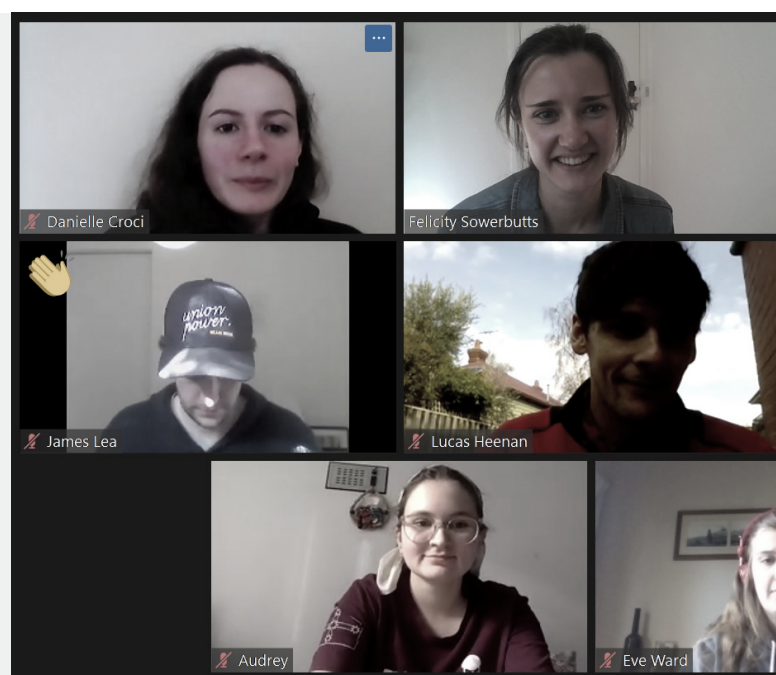 Danielle Croci
Felicity Sowerbutts
union
power.
James Lea
Lucas Heenan
Audrey
Eve Ward